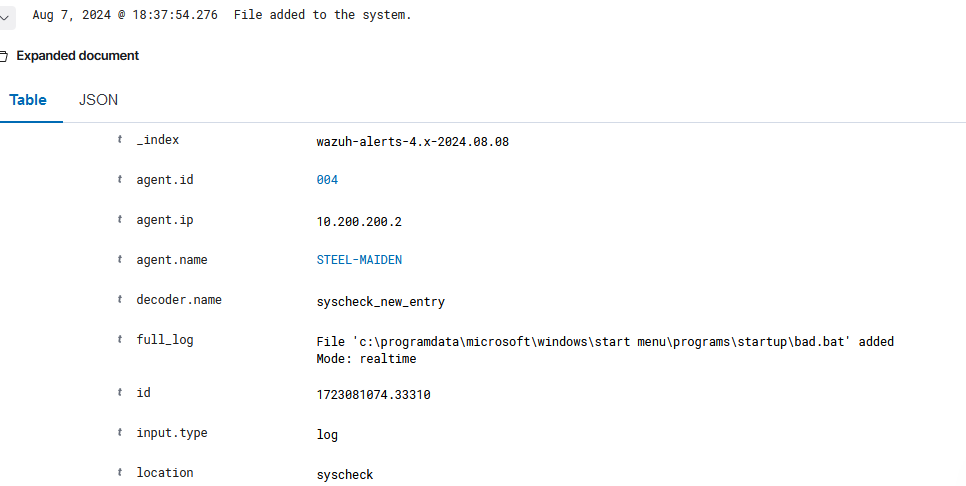 Aug 7, 2024 @ 18:37:54.276 File added to the system.
Expanded document
Table JSON
t _index wazuh-alerts-4.x-2024.08.08
t agent.id 004
t agent.ip 10.200.200.2
t agent.name STEEL-MAIDEN
t decoder.name syscheck_new_entry
t full_log File 'c:\programdata\microsoft\windows\start menu\programs\startup\bad.bat' added
Mode: realtime
t id 1723081074.33310
t input.type log
t location syscheck